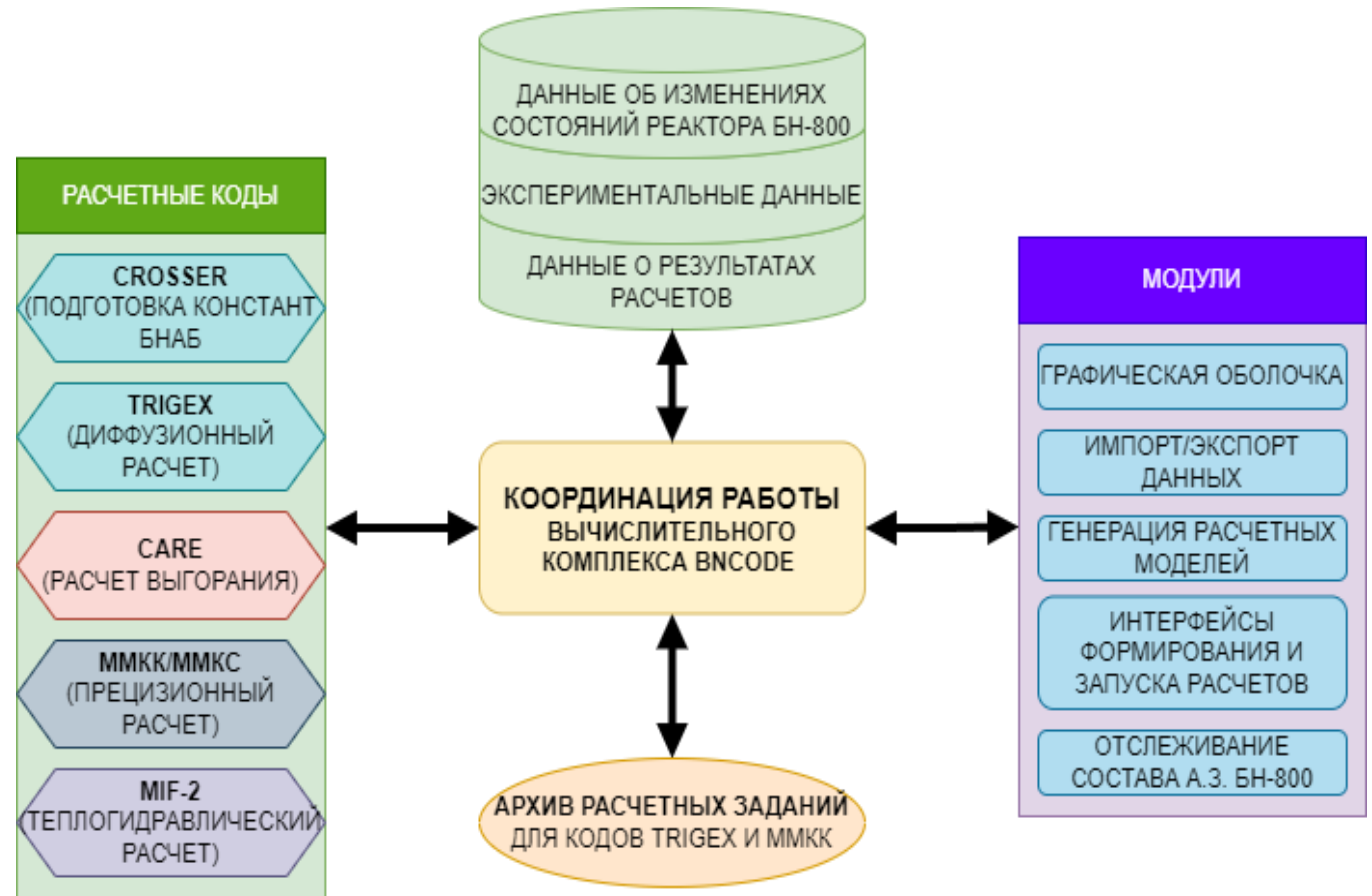 ДАННЫЕ ОБ ИЗМЕНЕНИЯХ
СОСТОЯНИЙ РЕАКТОРА БН-800
ЭКСПЕРИМЕНТАЛЬНЫЕ ДАННЫЕ
ДАННЫЕ О РЕЗУЛЬТАТАХ
РАСЧЕТОВ
РАСЧЕТНЫЕ КОДЫ
CROSSER
(ПОДГОТОВКА КОНСТАНТ
БНАБ
TRIGEX
(ДИФФУЗИОННЫЙ
РАСЧЕТ)
CARE
(РАСЧЕТ ВЫГОРАНИЯ)
ММКК/ММКС
(ПРЕЦИЗИОННЫЙ
РАСЧЕТ)
MIF-2
(ТЕПЛОГИДРАВЛИЧЕСКИЙ
РАСЧЕТ)
КООРДИНАЦИЯ РАБОТЫ
ВЫЧИСЛИТЕЛЬНОГО
КОМПЛЕКСА BNCODE
АРХИВ РАСЧЕТНЫХ ЗАДАНИЙ
ДЛЯ КОДОВ TRIGEX И ММКК
МОДУЛИ
ГРАФИЧЕСКАЯ ОБОЛОЧКА
ИМПОРТ/ЭКСПОРТ
ДАННЫХ
ГЕНЕРАЦИЯ РАСЧЕТНЫХ
МОДЕЛЕЙ
ИНТЕРФЕЙСЫ
ФОРМИРОВАНИЯ И
ЗАПУСКА РАСЧЕТОВ
ОТСЛЕЖИВАНИЕ
СОСТАВА А.З. БН-800